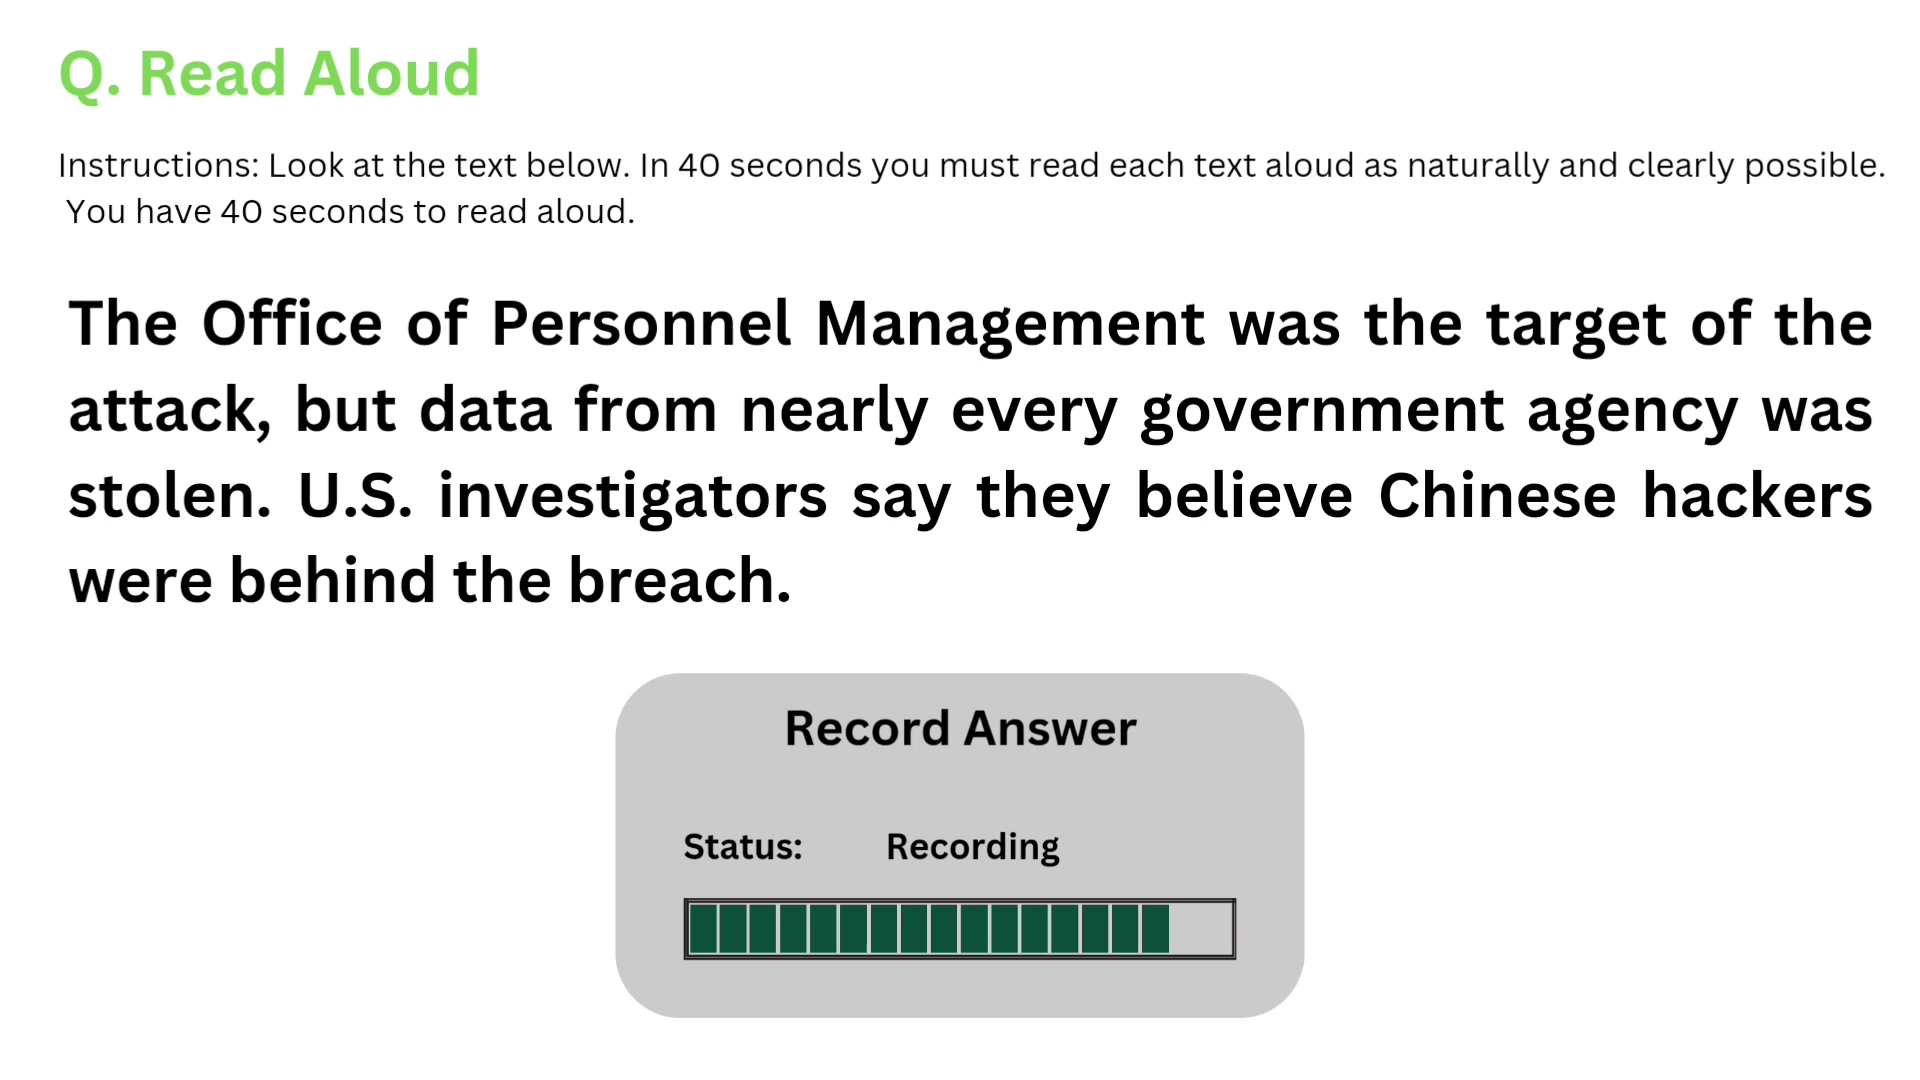 Q. Read Aloud
Instructions: Look at the text below. In 40 seconds you must read each text aloud as naturally and clearly possible.
You have 40 seconds to read aloud.
The Office of Personnel Management was the target of the
attack, but data from nearly every government agency was
stolen. U.S. investigators say they believe Chinese hackers
were behind the breach.
Record Answer
Status: Recording